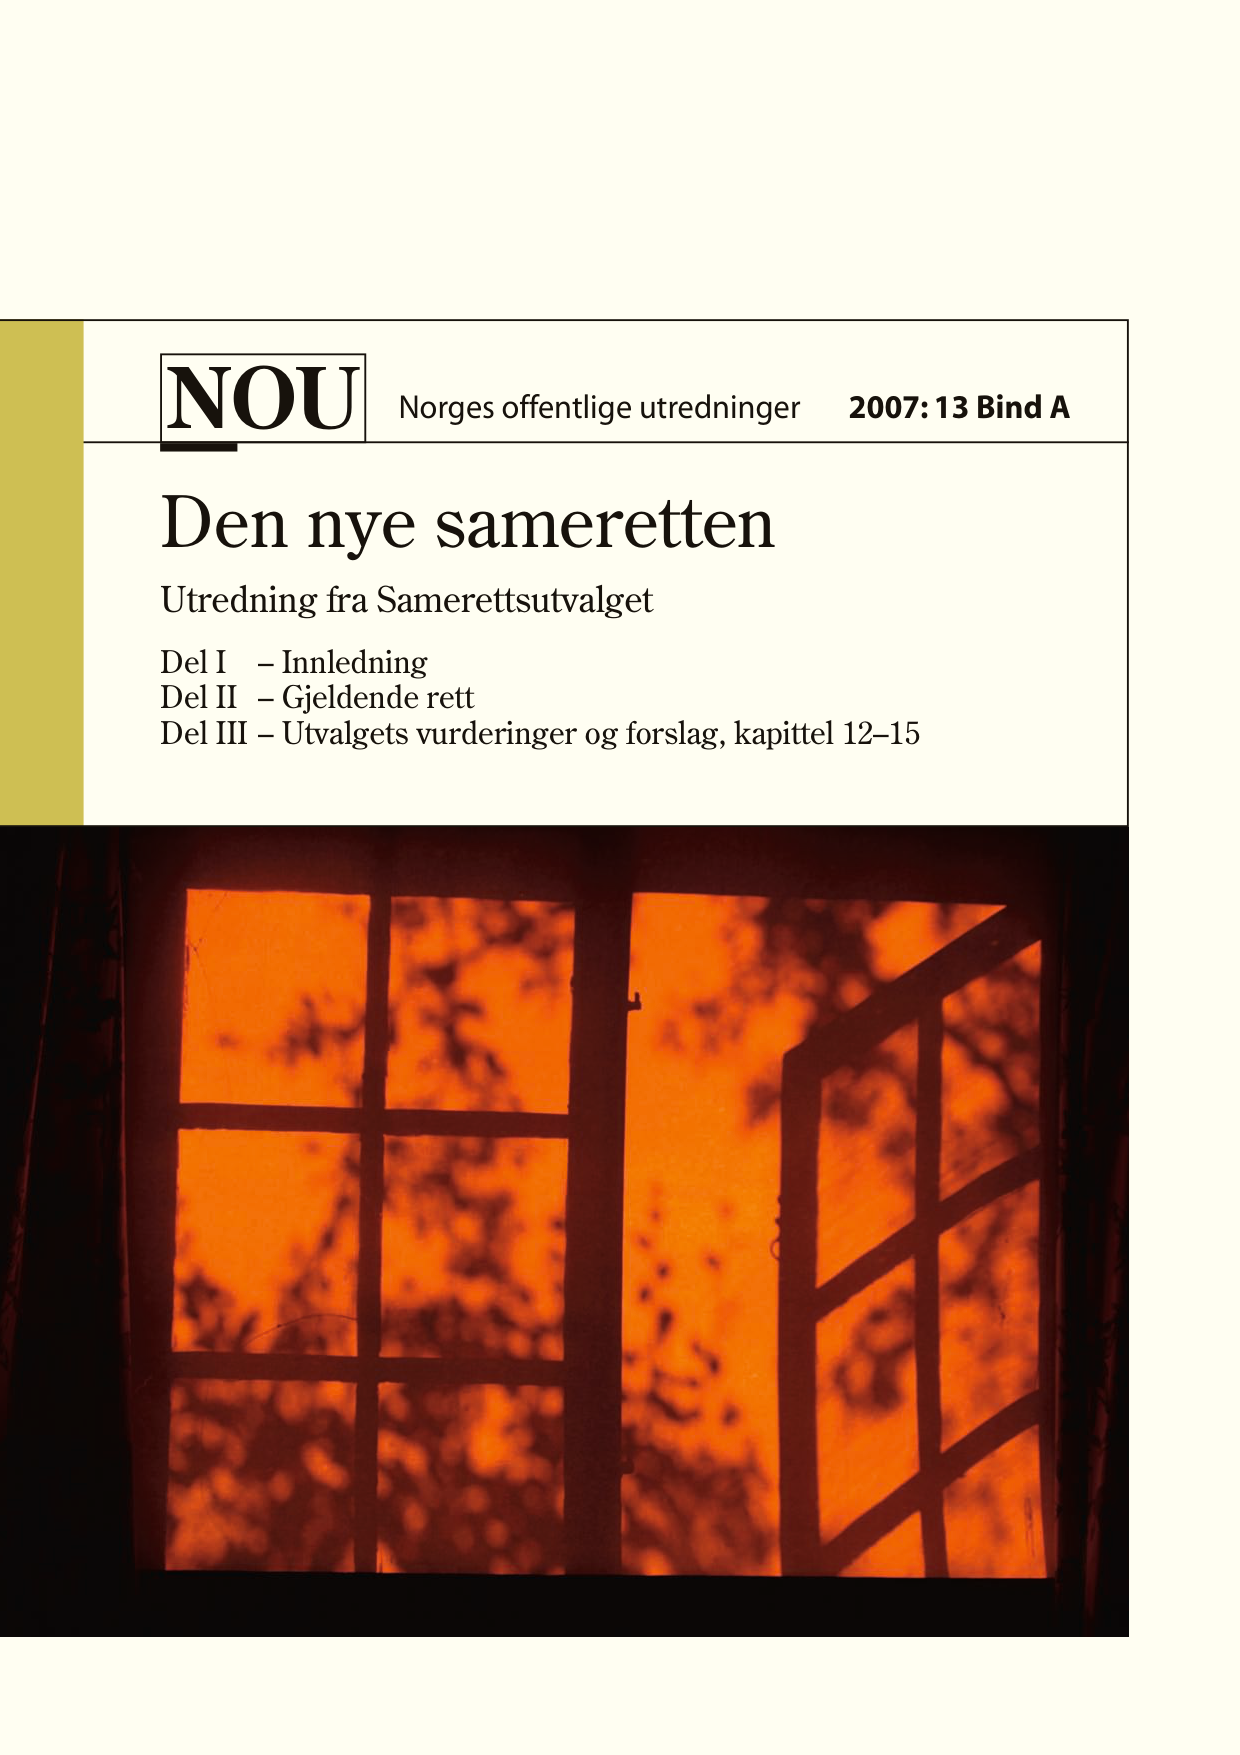 NOU Norges offentlige utredninger 2007: 13 Bind A
Den nye sameretten
Utredning fra Samerettsutvalget
Del I – Innledning
Del II – Gjeldende rett
Del III – Utvalgets vurderinger og forslag, kapittel 12–15